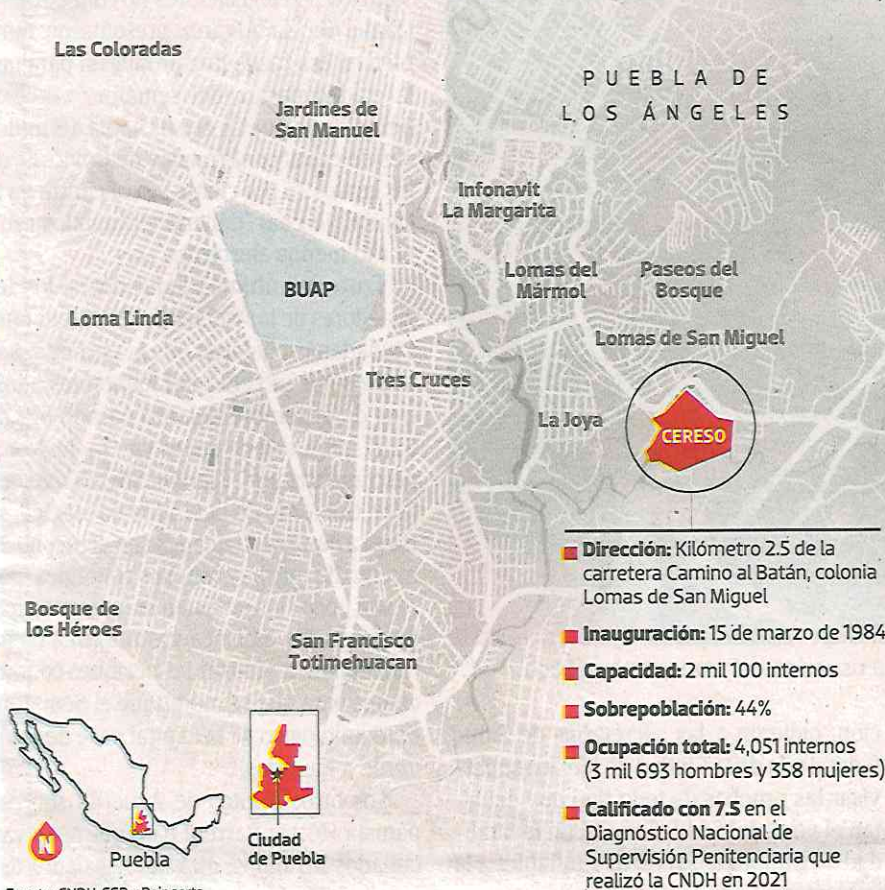 Las Coloradas
PUEBLA DE
LOS ÁNGELES
Jardines de
San Manuel
Infonavit
La Margarita
BUAP
Lomas del
Mármol
Paseos del
Bosque
Loma Linda
Lomas de San Miguel
Tres Cruces
La Joya
CERESO
Dirección: Kilómetro 2.5 de la
carretera Camino al Batán, colonia
Lomas de San Miguel
Inauguración: 15 de marzo de 1984
Capacidad: 2 mil 100 internos
Sobrepoblación: 44%
Ocupación total: 4,051 internos
(3 mil 693 hombres y 358 mujeres)
Calificado con 7.5 en el
Diagnóstico Nacional de
Supervisión Penitenciaria que
realizó la CNDH en 2021
Bosque de
los Héroes
San Francisco
Totimehuacan
N
Puebla
Ciudad
de Puebla